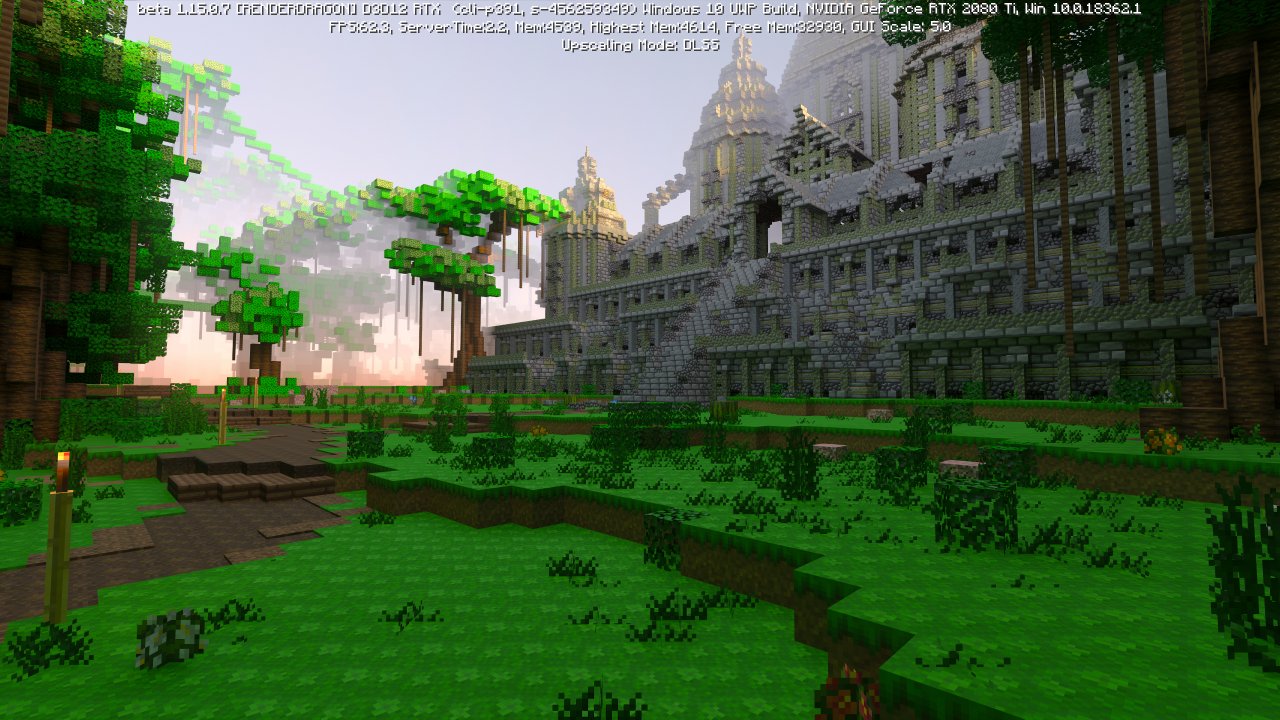 beta 1.15.0.7 [RENDERDRAGON] D3D12 RTX (coli-p391, s-456259349) Windows 10 UWP Build, NVIDIA GeForce RTX 2080 Ti, Win 10.0.18362.1
FPS:62.3, ServerTime:2.2, Mem:4539, Highest Mem:4614, Free Mem:32930, GUI Scale: 5.0
Upscaling Mode: DLSS